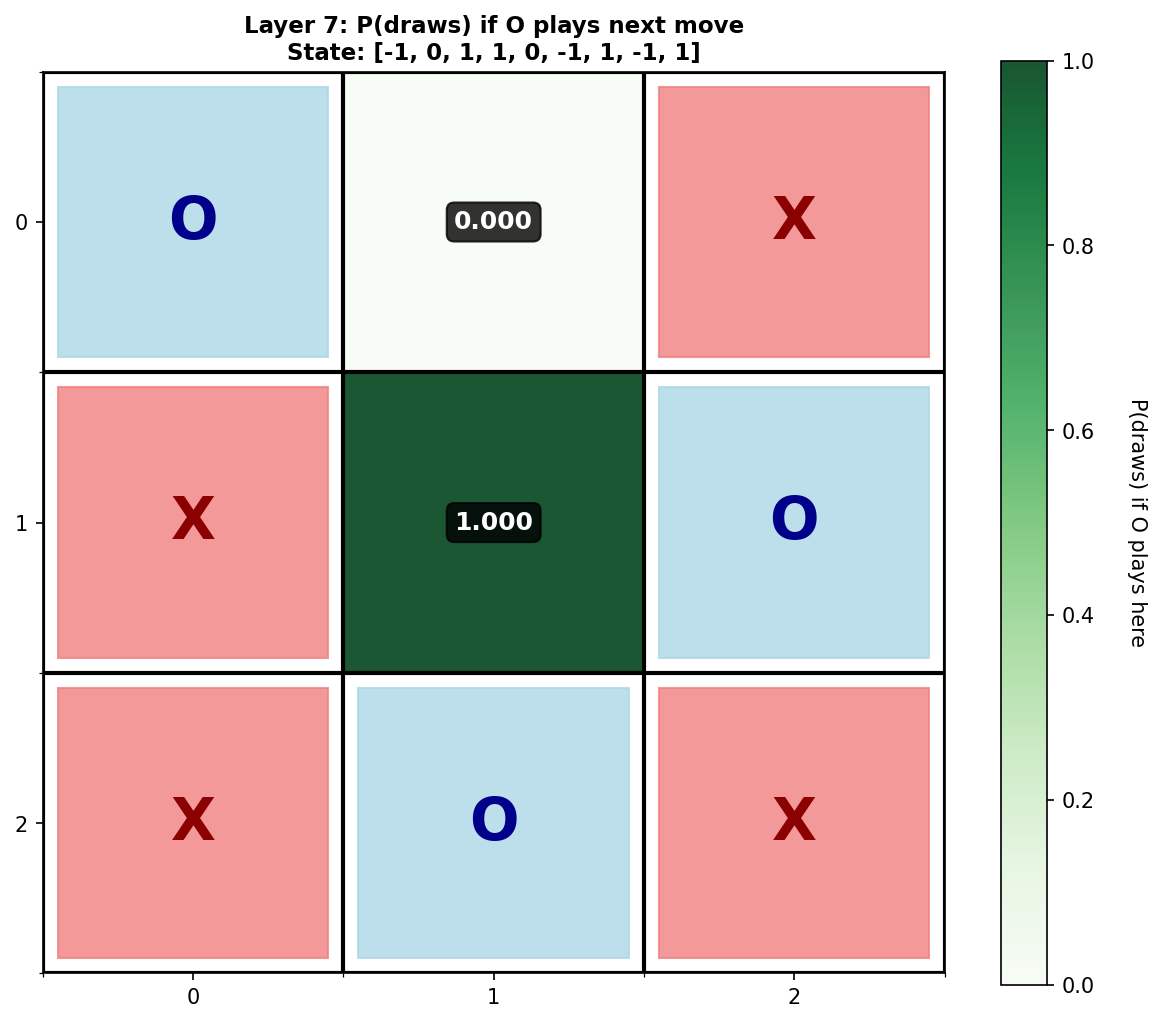 Layer 7: P(draws) if O plays next move
State: [-1, 0, 1, 1, 0, -1, 1, -1, 1]
0
O
0.000
X
1
X
1.000
O
2
X
O
X
0
1
2
1.0
0.8
0.6
0.4
0.2
0.0
P(draws) if O plays here